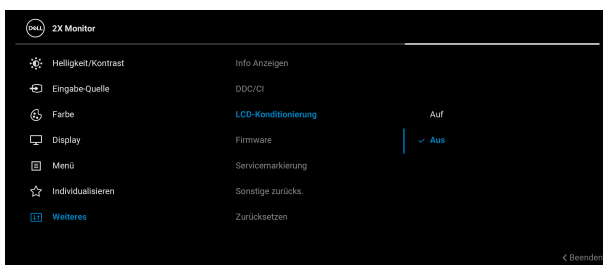 DELL 2X Monitor
Helligkeit/Kontrast
Info Anzeigen
Eingabe-Quelle
DDC/CI
Farbe
LCD-Konditionierung
Auf
Display
Firmware
Aus
Menü
Servicemarkierung
Individualisieren
Sonstige zurücks.
Weiteres
Zurücksetzen
Beenden